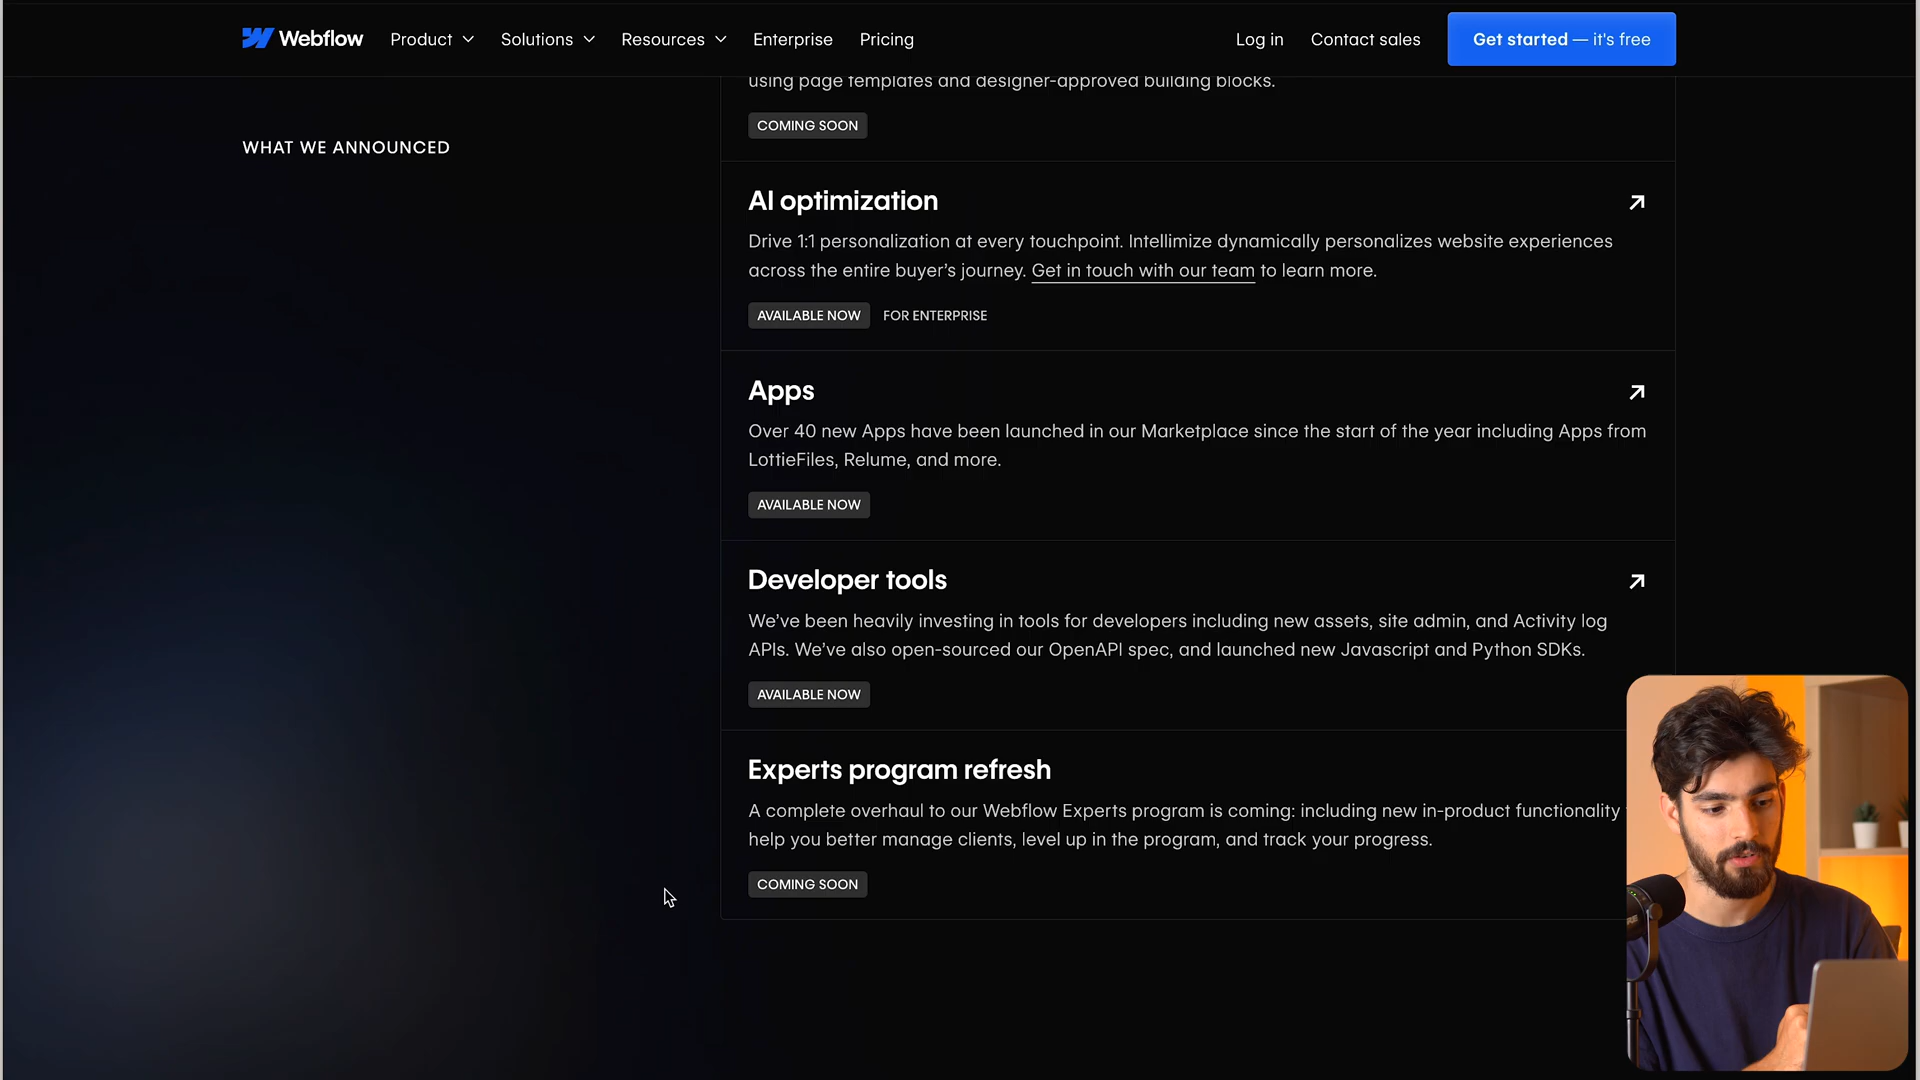 Webflow
Product
Solutions
Resources
Enterprise
Pricing
Log in
Contact sales
Get started — it's free
WHAT WE ANNOUNCED
using page templates and designer-approved building blocks.
COMING SOON
AI optimization
Drive 1:1 personalization at every touchpoint. Intellimize dynamically personalizes website experiences
across the entire buyer’s journey. Get in touch with our team to learn more.
AVAILABLE NOW FOR ENTERPRISE
Apps
Over 40 new Apps have been launched in our Marketplace since the start of the year including Apps from
LottieFiles, Relume, and more.
AVAILABLE NOW
Developer tools
We’ve been heavily investing in tools for developers including new assets, site admin, and Activity log
APIs. We’ve also open-sourced our OpenAPI spec, and launched new Javascript and Python SDKs.
AVAILABLE NOW
Experts program refresh
A complete overhaul to our Webflow Experts program is coming: including new in-product functionality
help you better manage clients, level up in the program, and track your progress.
COMING SOON